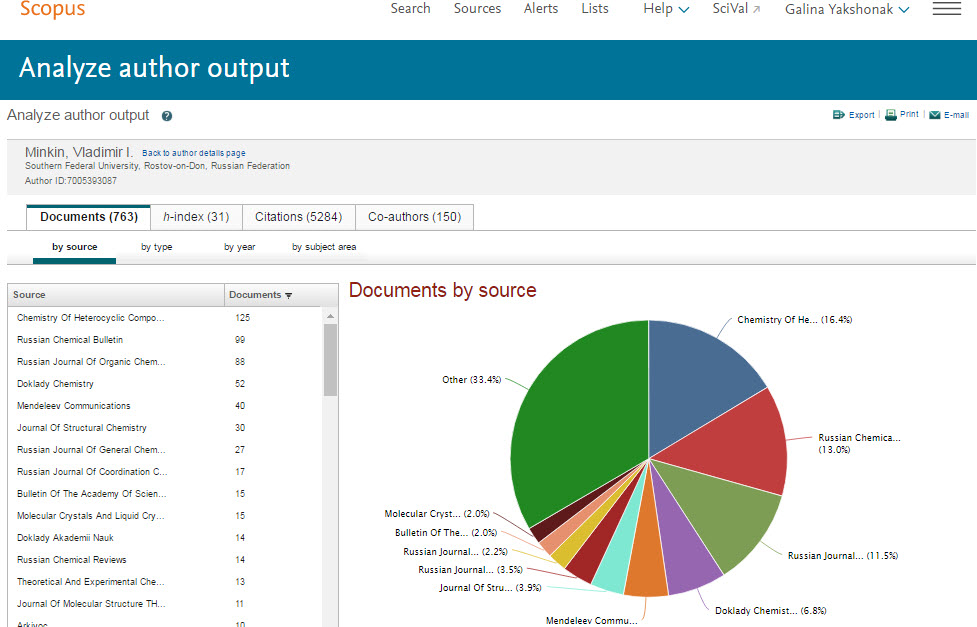 Scopus
Search Sources Alerts Lists Help SciVal Galina Yakshonak
Analyze author output
Analyze author output ?
Export | Print | E-mail
Minkin, Vladimir I. Back to author details page
Southern Federal University, Rostov-on-Don, Russian Federation
Author ID:7005393087
Documents (763) h-index (31) Citations (5284) Co-authors (150)
by source by type by year by subject area
Source Documents
Chemistry Of Heterocyclic Compo... 125
Russian Chemical Bulletin 99
Russian Journal Of Organic Chem... 88
Doklady Chemistry 52
Mendeleev Communications 40
Journal Of Structural Chemistry 30
Russian Journal Of General Chem... 27
Russian Journal Of Coordination C... 17
Bulletin Of The Academy Of Scien... 15
Molecular Crystals And Liquid Cry... 15
Doklady Akademii Nauk 14
Russian Chemical Reviews 14
Theoretical And Experimental Che... 13
Journal Of Molecular Structure TH... 11
Arkivoc 10
Documents by source
Chemistry Of He... (16.4%)
Russian Chemica...
(13.0%)
Russian Journal... (11.5%)
Doklady Chemist... (6.8%)
Mendeleev Commu...
Journal Of Stru... (3.9%)
Russian Journal... (3.5%)
Russian Journal... (2.2%)
Bulletin Of The... (2.0%)
Molecular Cryst... (2.0%)
Other (33.4%)